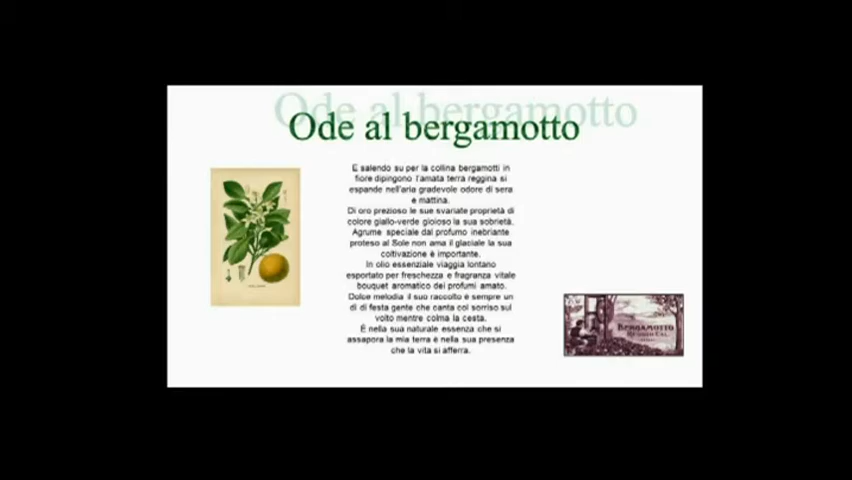 Ode al bergamotto
E salendo su per la collina bergamotti in
fiore dipingono l'amata terra reggina si
espande nell'aria gradevole odore di sera
e mattina.
Di oro prezioso le sue svariate proprietà di
colore giallo-verde gioioso la sua sobrietà.
Agrume speciale dal profumo inebriante
proteso al Sole non ama il glaciale la sua
coltivazione è importante.
In olio essenziale viaggia lontano
esportato per freschezza e fragranza vitale
bouquet aromatico dei profumi amato.
Dolce melodia il suo raccolto è sempre un
dì di festa gente che canta col sorriso sul
volto mentre colma la cesta.
È nella sua naturale essenza che si
assapora la mia terra è nella sua presenza
che la vita si afferra.
BERGAMOTTO
REGGIO CAL.